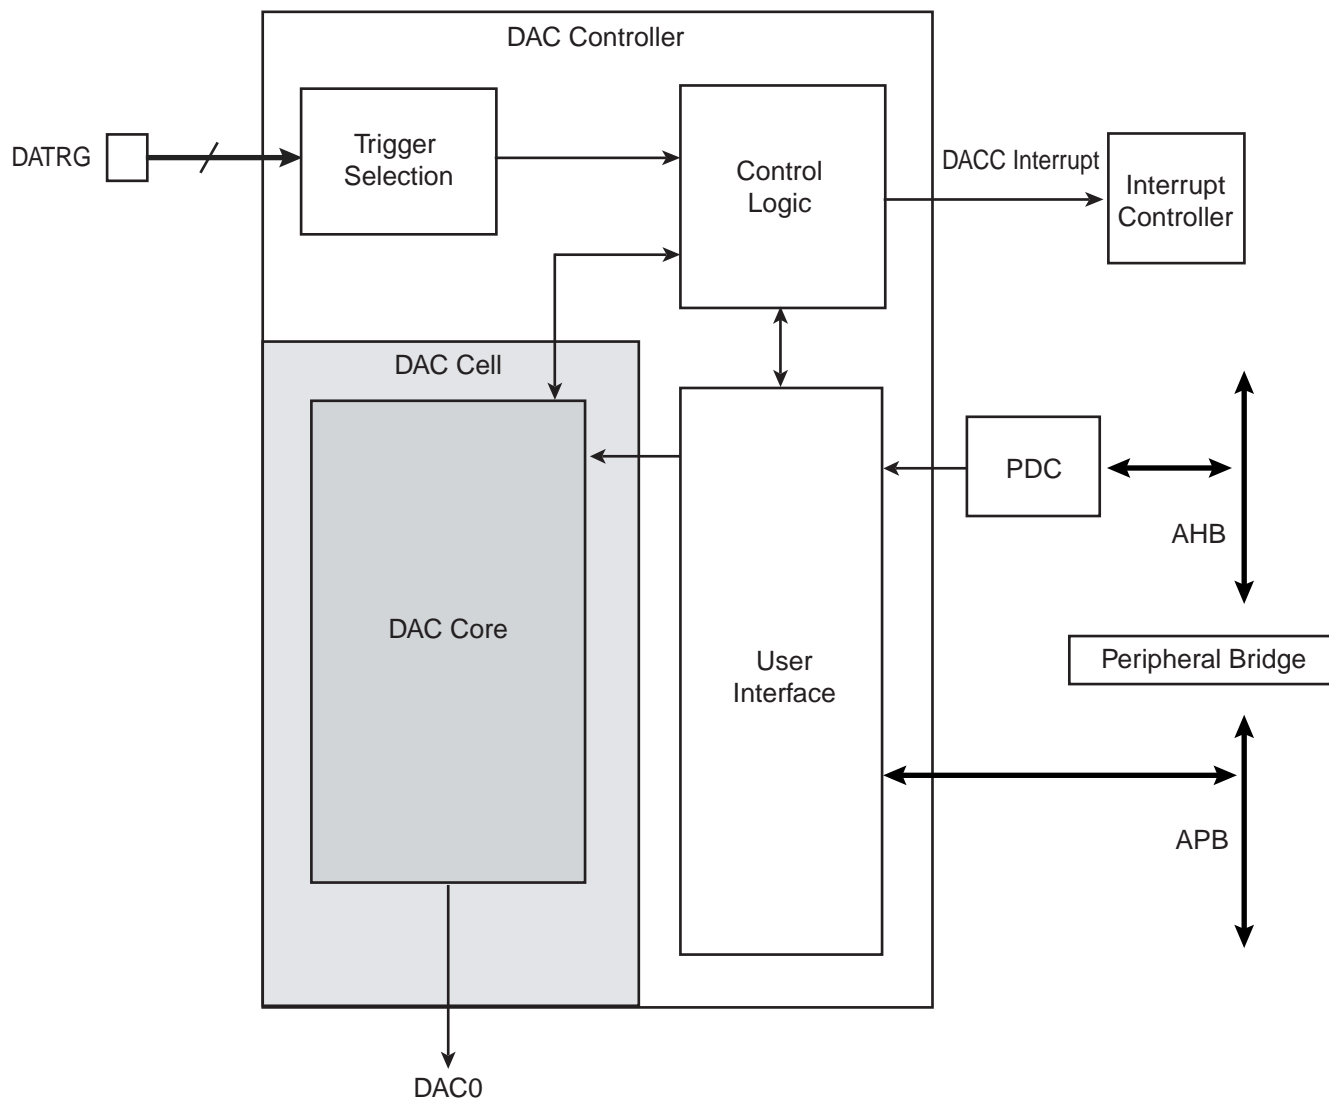 DAC Controller
DATRG
Trigger
Selection
Control
Logic
DACC Interrupt
Interrupt
Controller
DAC Cell
PDC
AHB
DAC Core
User
Interface
Peripheral Bridge
APB
DAC0